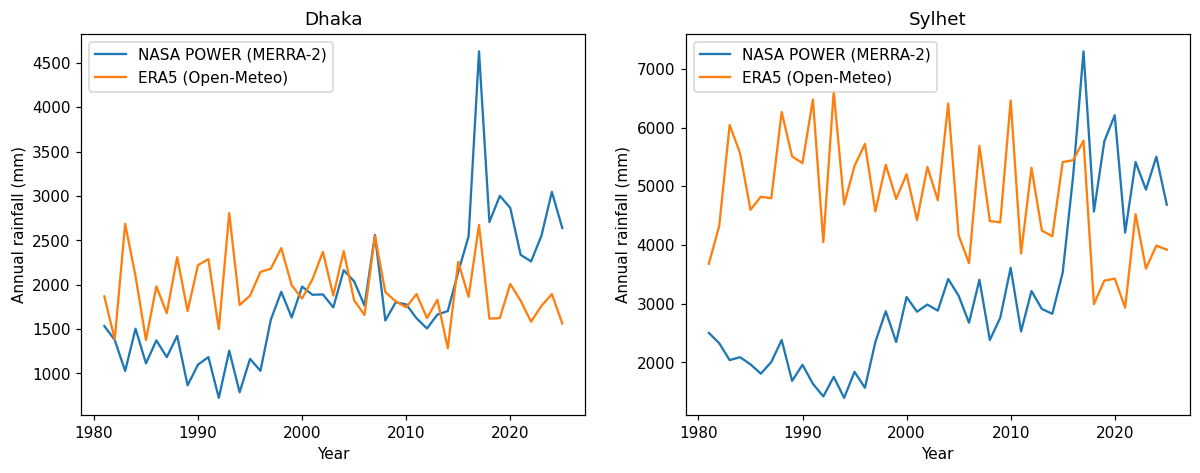 Dhaka
NASA POWER (MERRA-2)
ERA5 (Open-Meteo)
Annual rainfall (mm)
4500
4000
3500
3000
2500
2000
1500
1000
1980
1990
2000
2010
2020
Year
Sylhet
NASA POWER (MERRA-2)
ERA5 (Open-Meteo)
Annual rainfall (mm)
7000
6000
5000
4000
3000
2000
1980
1990
2000
2010
2020
Year